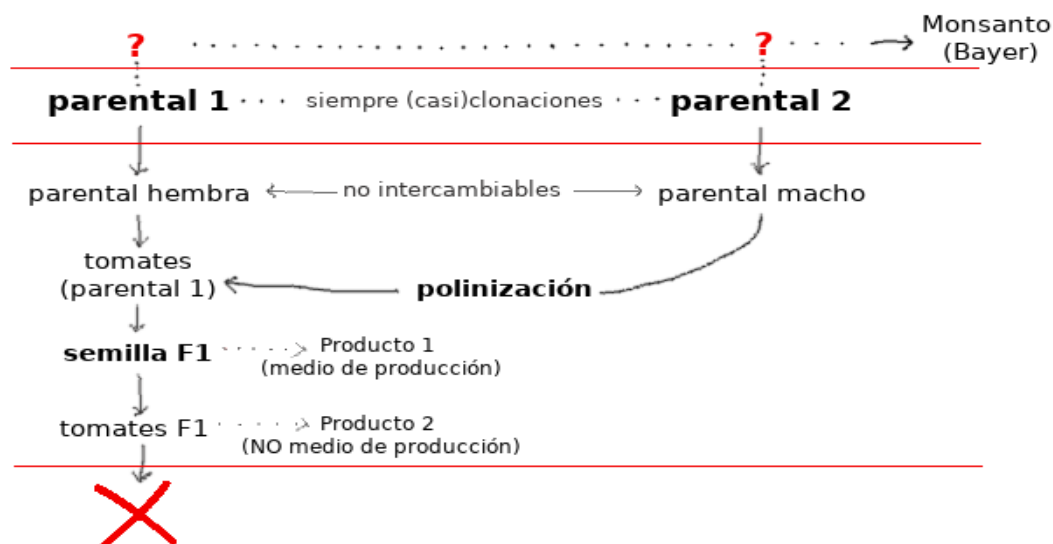 ? ? Monsanto
(Bayer)
parental 1 siempre (casi)clonaciones parental 2
parental hembra no intercambiables parental macho
tomates
(parental 1) polinización
semilla F1 Producto 1
(medio de producción)
tomates F1 Producto 2
(NO medio de producción)